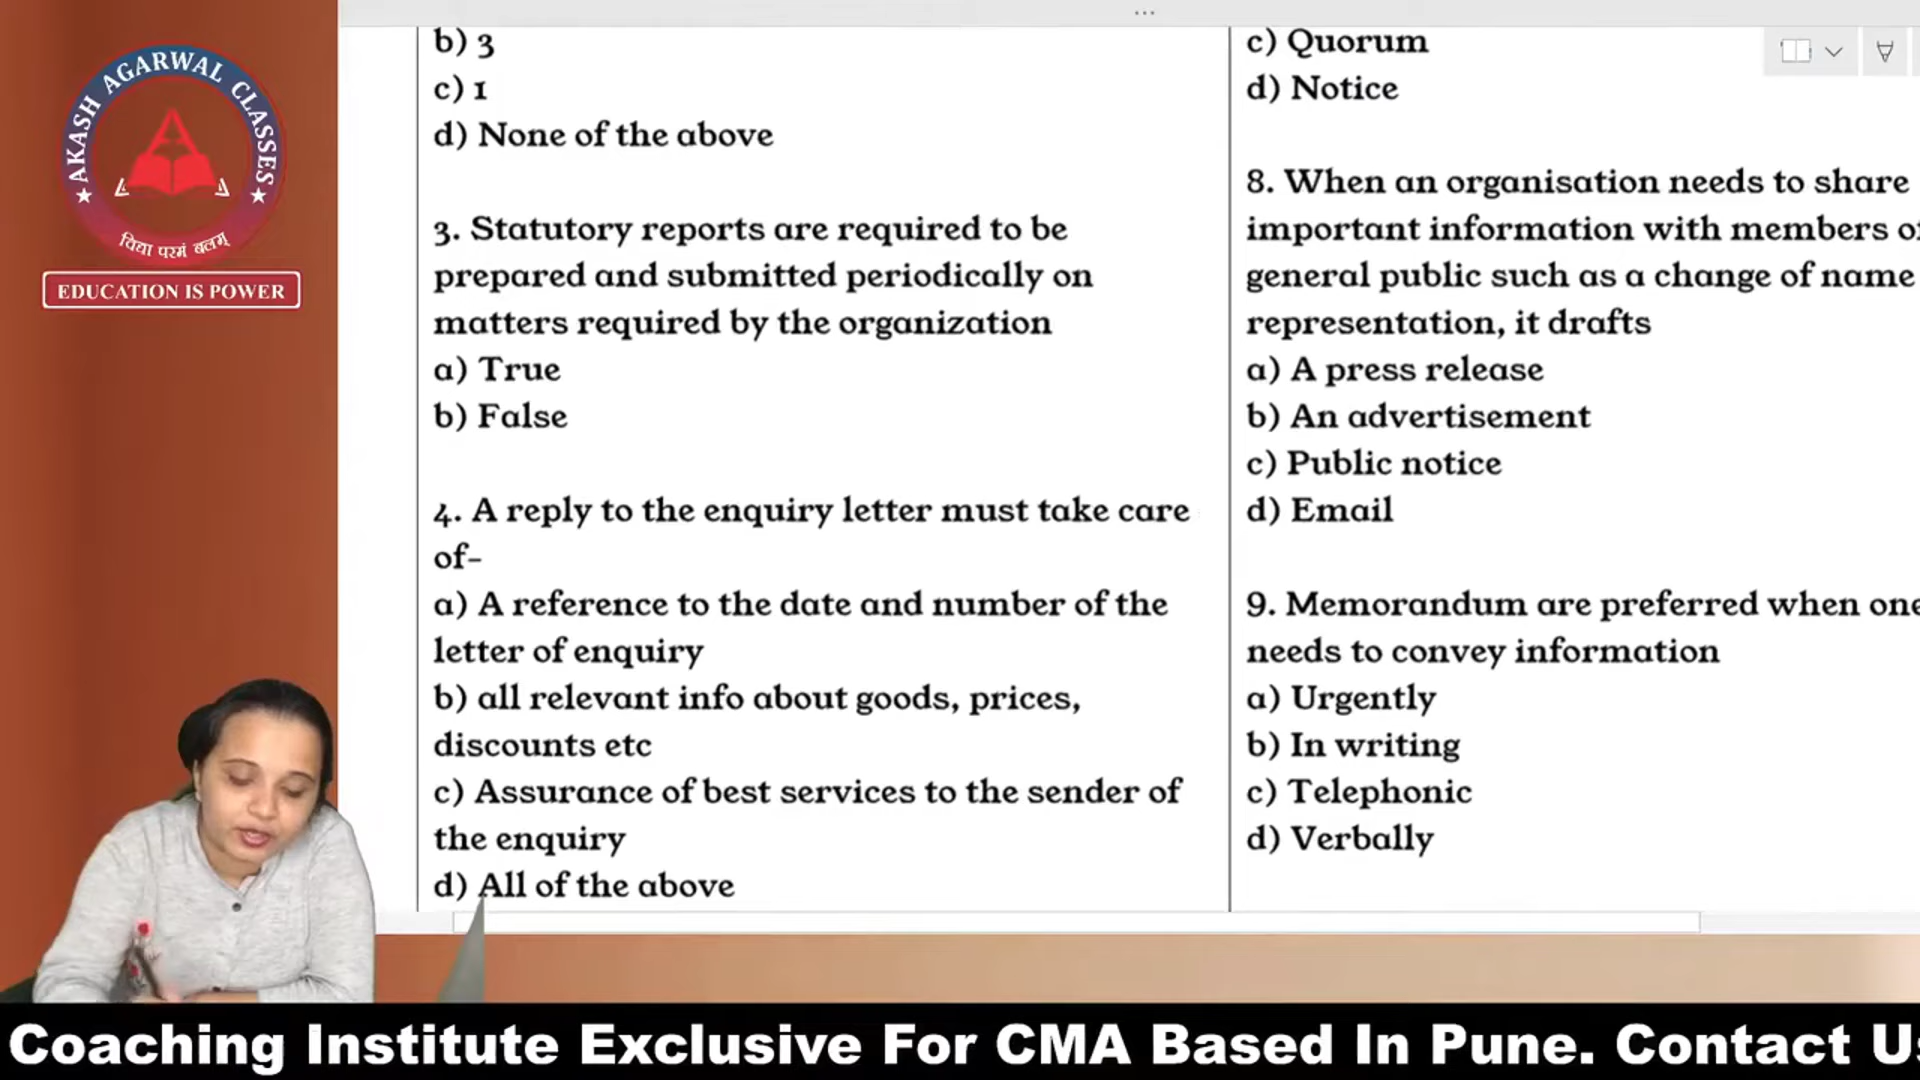 AKASH AGARWAL CLASSES
विद्या परमं बलम्
EDUCATION IS POWER
b) 3
c) 1
d) None of the above
3. Statutory reports are required to be
prepared and submitted periodically on
matters required by the organization
a) True
b) False
4. A reply to the enquiry letter must take care
of-
a) A reference to the date and number of the
letter of enquiry
b) all relevant info about goods, prices,
discounts etc
c) Assurance of best services to the sender of
the enquiry
d) All of the above
c) Quorum
d) Notice
8. When an organisation needs to share
important information with members
general public such as a change of name
representation, it drafts
a) A press release
b) An advertisement
c) Public notice
d) Email
9. Memorandum are preferred when one
needs to convey information
a) Urgently
b) In writing
c) Telephonic
d) Verbally
Coaching Institute Exclusive For CMA Based In Pune. Contact Us